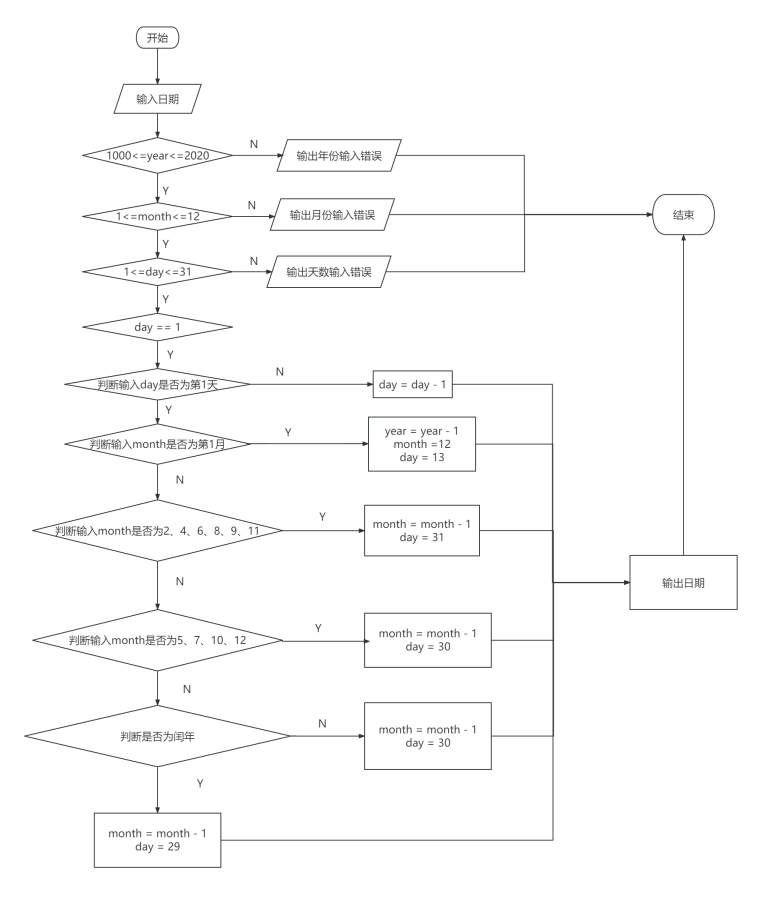 开始
输入日期
1000<=year<=2020
N
输出年份输入错误
Y
1<=month<=12
N
输出月份输入错误
结束
Y
1<=day<=31
N
输出天数输入错误
Y
day == 1
Y
判断输入day是否为第1天
N
day = day - 1
Y
判断输入month是否为第1月
Y
year = year - 1
month =12
day = 13
N
判断输入month是否为2、4、6、8、9、11
Y
month = month - 1
day = 31
N
输出日期
判断输入month是否为5、7、10、12
Y
month = month - 1
day = 30
N
判断是否为闰年
N
month = month - 1
day = 30
Y
month = month - 1
day = 29